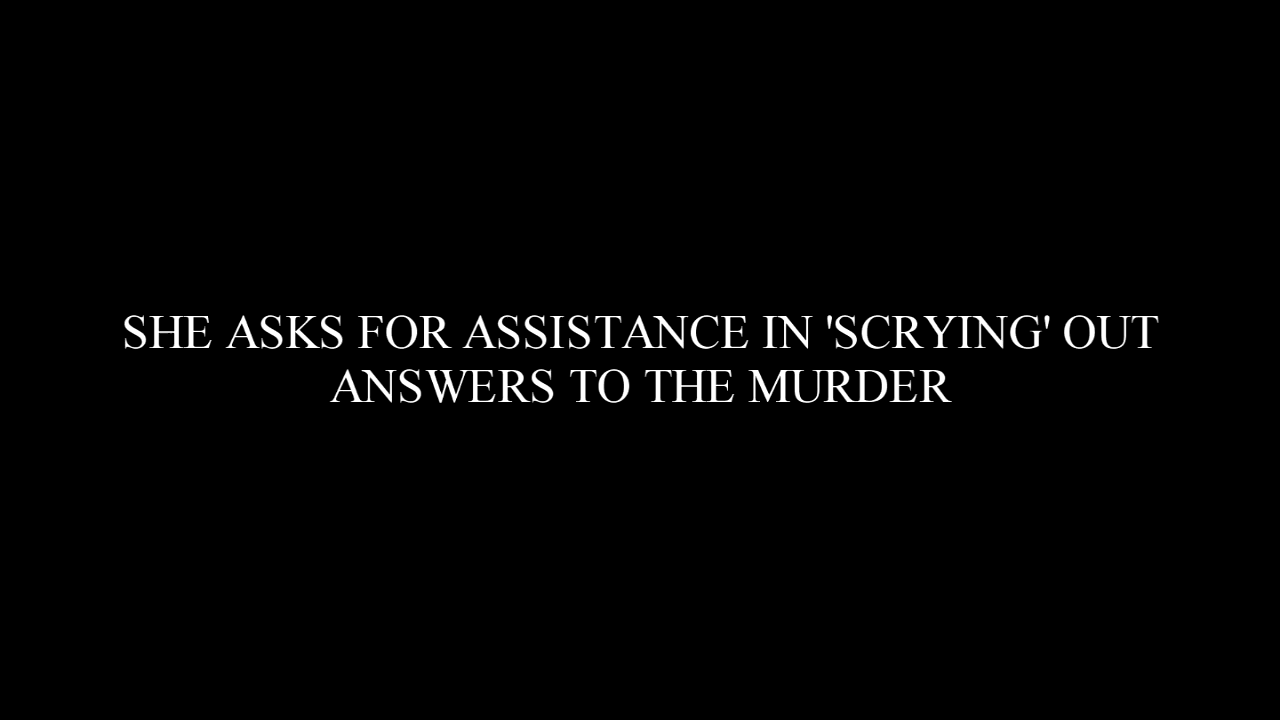 SHE ASKS FOR ASSISTANCE IN 'SCRYING' OUT
ANSWERS TO THE MURDER